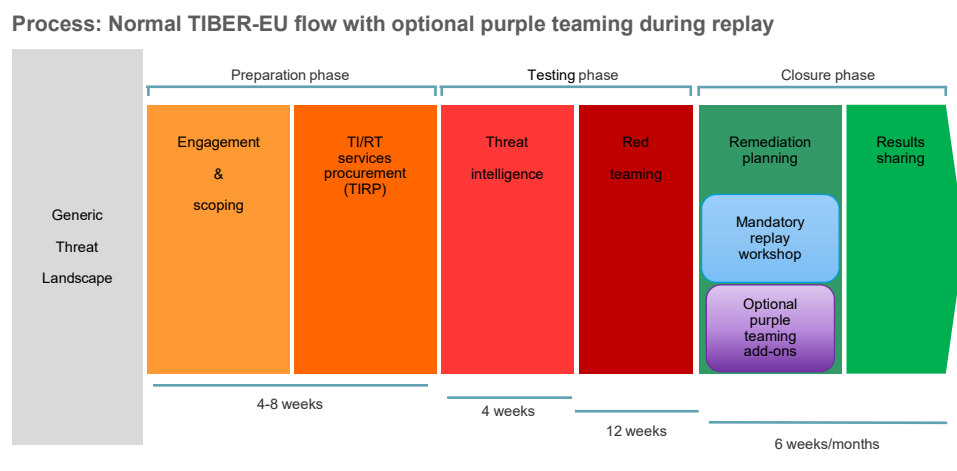 Process: Normal TIBER-EU flow with optional purple teaming during replay
Preparation phase
Testing phase
Closure phase
Generic
Threat
Landscape
Engagement
&
scoping
TI/RT
services
procurement
(TIRP)
Threat
intelligence
Red
teaming
Remediation
planning
Mandatory
replay
workshop
Optional
purple
teaming
add-ons
Results
sharing
4-8 weeks
4 weeks
12 weeks
6 weeks/months